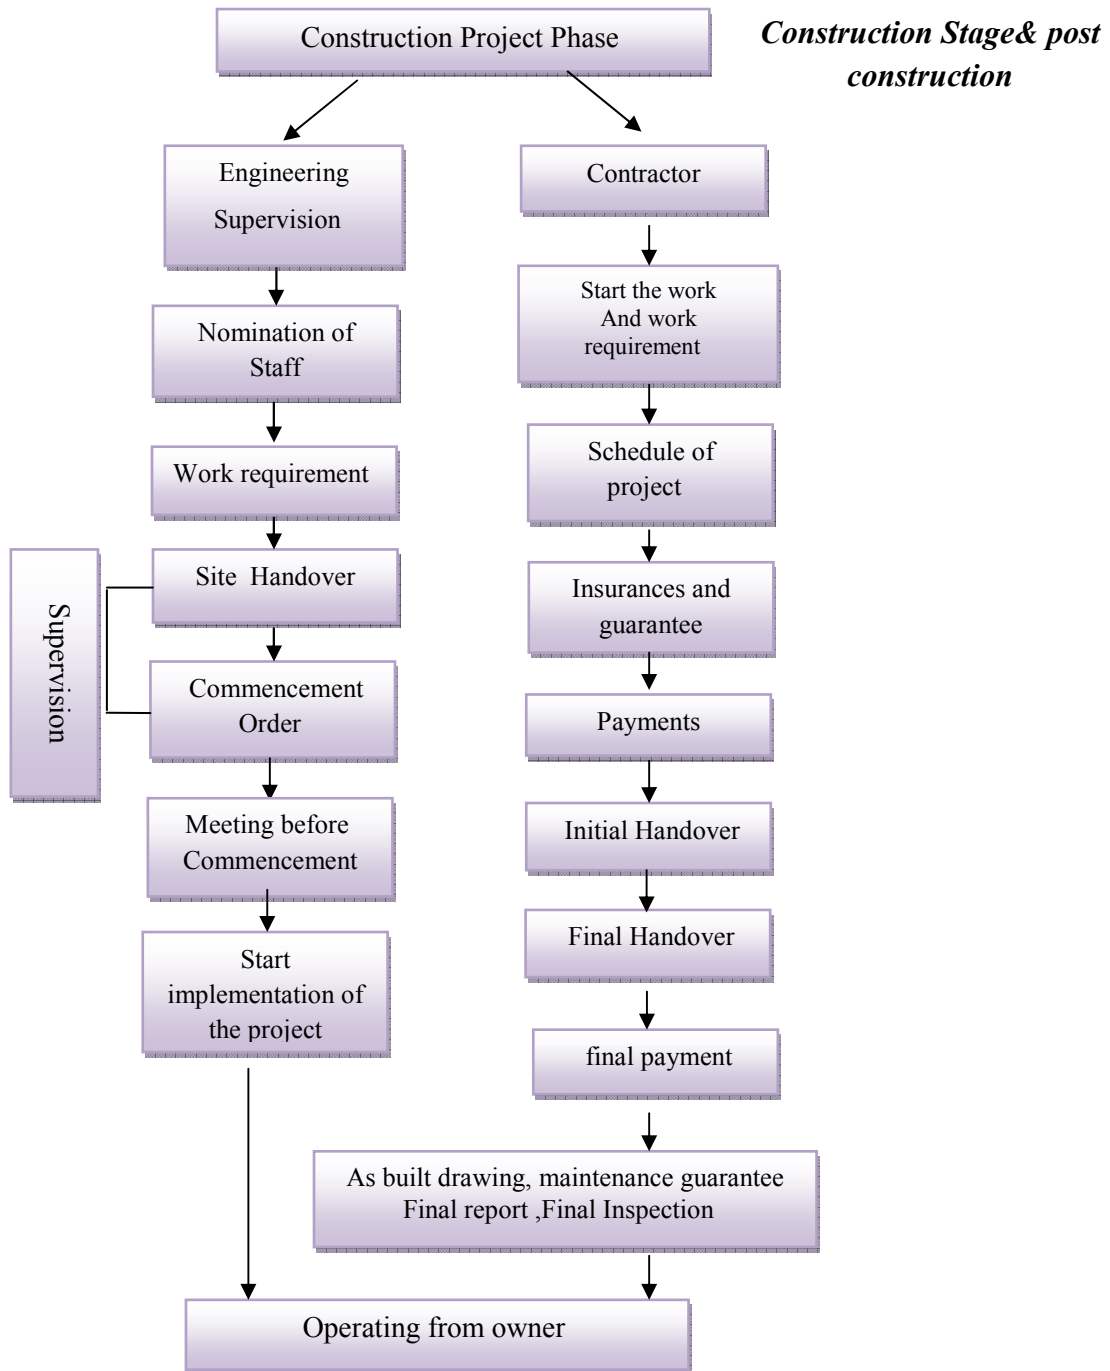 Construction Project Phase
Construction Stage& post
construction
Engineering
Supervision
Nomination of
Staff
Work requirement
Site Handover
Supervision
Commencement
Order
Meeting before
Commencement
Start
implementation of
the project
Contractor
Start the work
And work
requirement
Schedule of
project
Insurances and
guarantee
Payments
Initial Handover
Final Handover
final payment
As built drawing, maintenance guarantee
Final report ,Final Inspection
Operating from owner